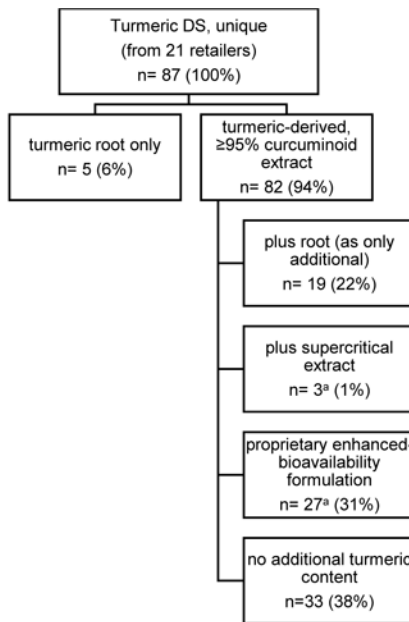 Turmeric DS, unique
(from 21 retailers)
n= 87 (100%)
turmeric root only
n= 5 (6%)
turmeric-derived,
≥95% curcuminoid
extract
n= 82 (94%)
plus root (as only
additional)
n= 19 (22%)
plus supercritical
extract
n= 3ᵃ (1%)
proprietary enhanced-
bioavailability
formulation
n= 27ᵃ (31%)
no additional turmeric
content
n=33 (38%)